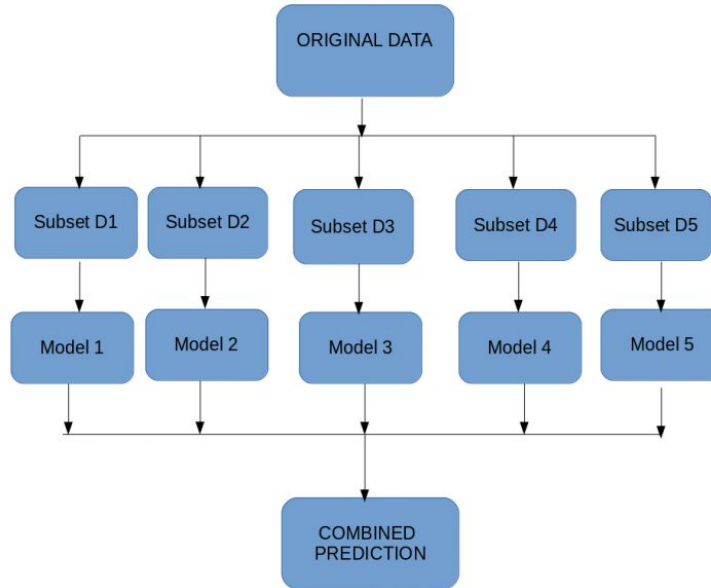 ORIGINAL DATA
Subset D1
Subset D2
Subset D3
Subset D4
Subset D5
Model 1
Model 2
Model 3
Model 4
Model 5
COMBINED
PREDICTION